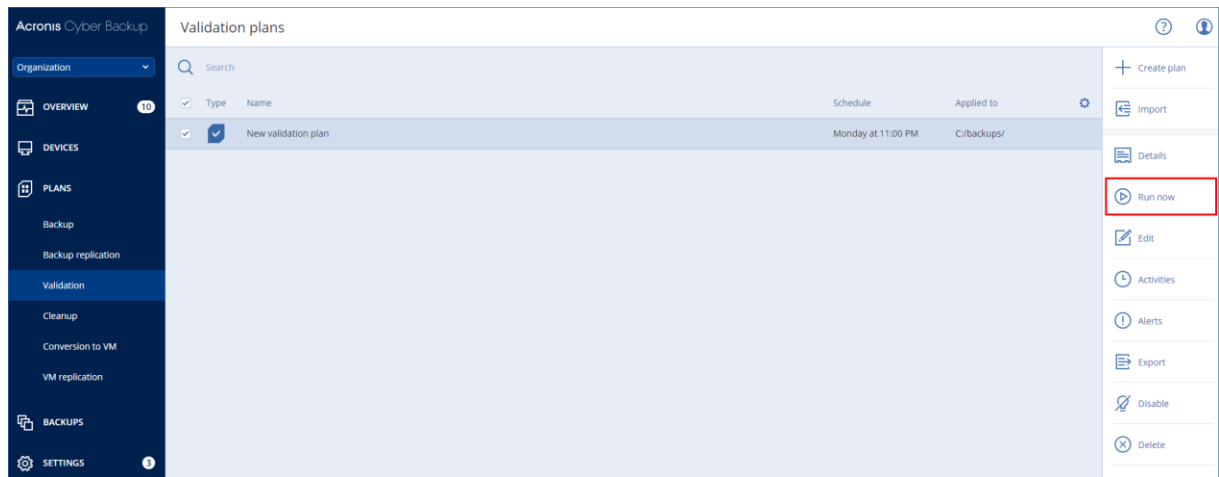 Acronis Cyber Backup
Validation plans
?
Organization
Search
Create plan
OVERVIEW 10
Type Name Schedule Applied to
Import
New validation plan Monday at 11:00 PM C:/backups/
DEVICES
Details
PLANS
Run now
Backup
Edit
Backup replication
Validation
Activities
Cleanup
Alerts
Conversion to VM
Export
VM replication
Disable
BACKUPS
Delete
SETTINGS 3